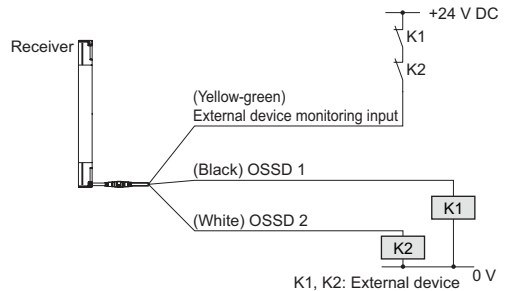 +24 V DC
K1
Receiver
K2
(Yellow-green)
External device monitoring input
(Black) OSSD 1
K1
(White) OSSD 2
K2
0 V
K1, K2: External device